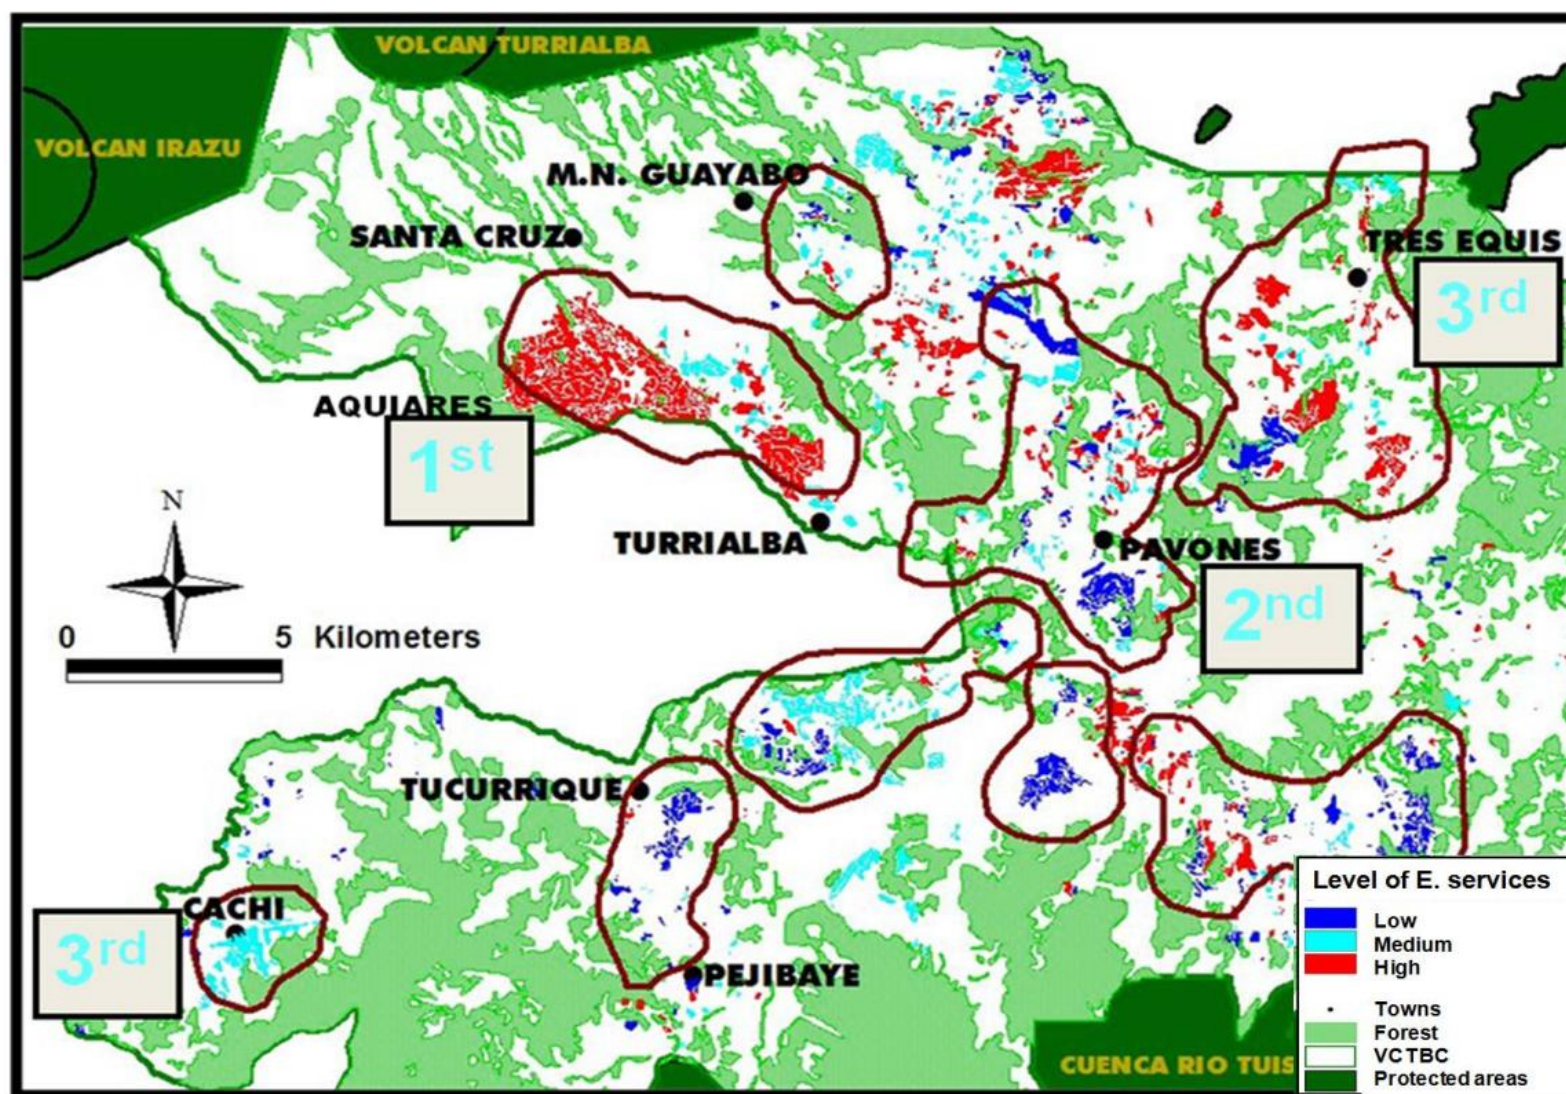 VOLCAN TURRIALBA
VOLCAN IRAZU
M.N. GUAYABO
SANTA CRUZ
TRES EQUIS
3rd
AQUIARES
1st
N
TURRIALBA
PAVONES
2nd
0 5 Kilometers
TUCURRIQUE
CACHI
3rd
PEJIBAYE
CUENCA RIO TUIS
Level of E. services
Low
Medium
High
Towns
Forest
VCTBC
Protected areas